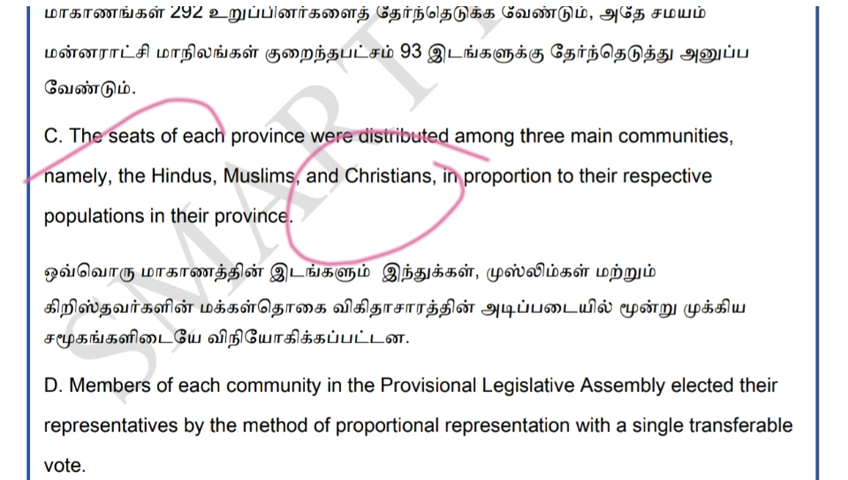 மாகாணங்கள் 292 உறுப்பினர்களைத் தேர்ந்தெடுக்க வேண்டும், அதே சமயம்
மன்னராட்சி மாநிலங்கள் குறைந்தபட்சம் 93 இடங்களுக்கு தேர்ந்தெடுத்து அனுப்ப
வேண்டும்.
C. The seats of each province were distributed among three main communities,
namely, the Hindus, Muslims, and Christians, in proportion to their respective
populations in their province.
ஒவ்வொரு மாகாணத்தின் இடங்களும் இந்துக்கள், முஸ்லிம்கள் மற்றும்
கிறிஸ்தவர்களின் மக்கள்தொகை விகிதாசாரத்தின் அடிப்படையில் மூன்று முக்கிய
சமூகங்களிடையே விநியோகிக்கப்பட்டன.
D. Members of each community in the Provisional Legislative Assembly elected their
representatives by the method of proportional representation with a single transferable
vote.
SMART